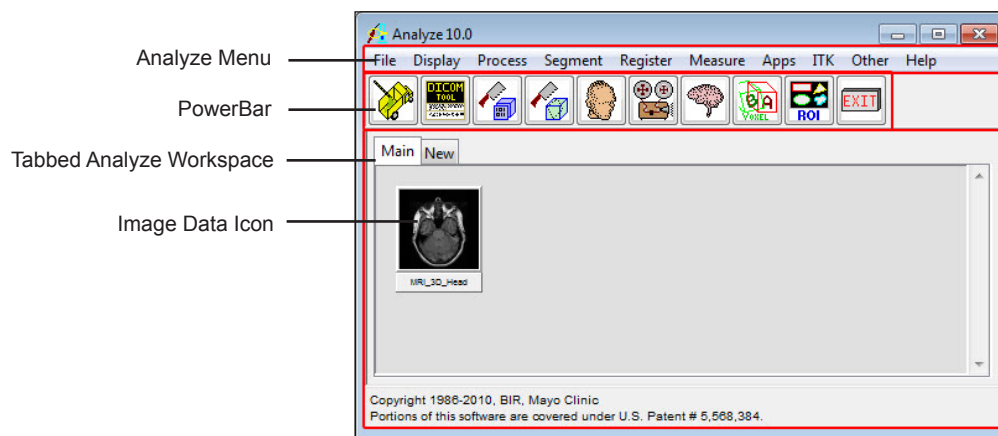 Analyze 10.0
Analyze Menu
File Display Process Segment Register Measure Apps ITK Other Help
PowerBar
DICOM
TOOL
BA
VOXEL
ROI
EXIT
Tabbed Analyze Workspace
Main New
Image Data Icon
MRI_3D_Head
Copyright 1986-2010, BIR, Mayo Clinic
Portions of this software are covered under U.S. Patent # 5,568,384.